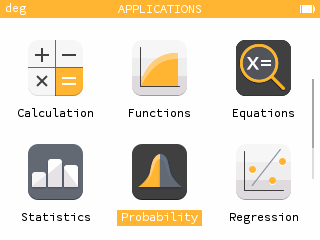 deg APPLICATIONS
Calculation Functions Equations
X=
Statistics Probability Regression